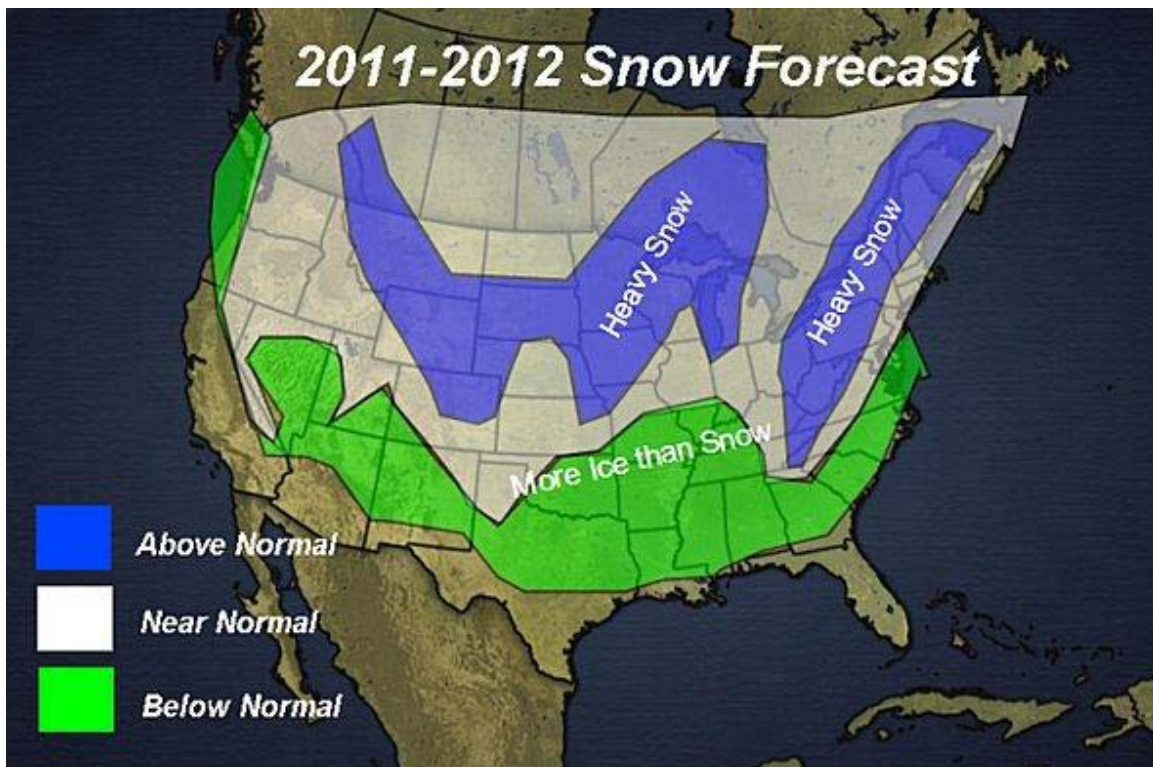 2011-2012 Snow Forecast
Heavy Snow
Heavy Snow
More Ice than Snow
Above Normal
Near Normal
Below Normal